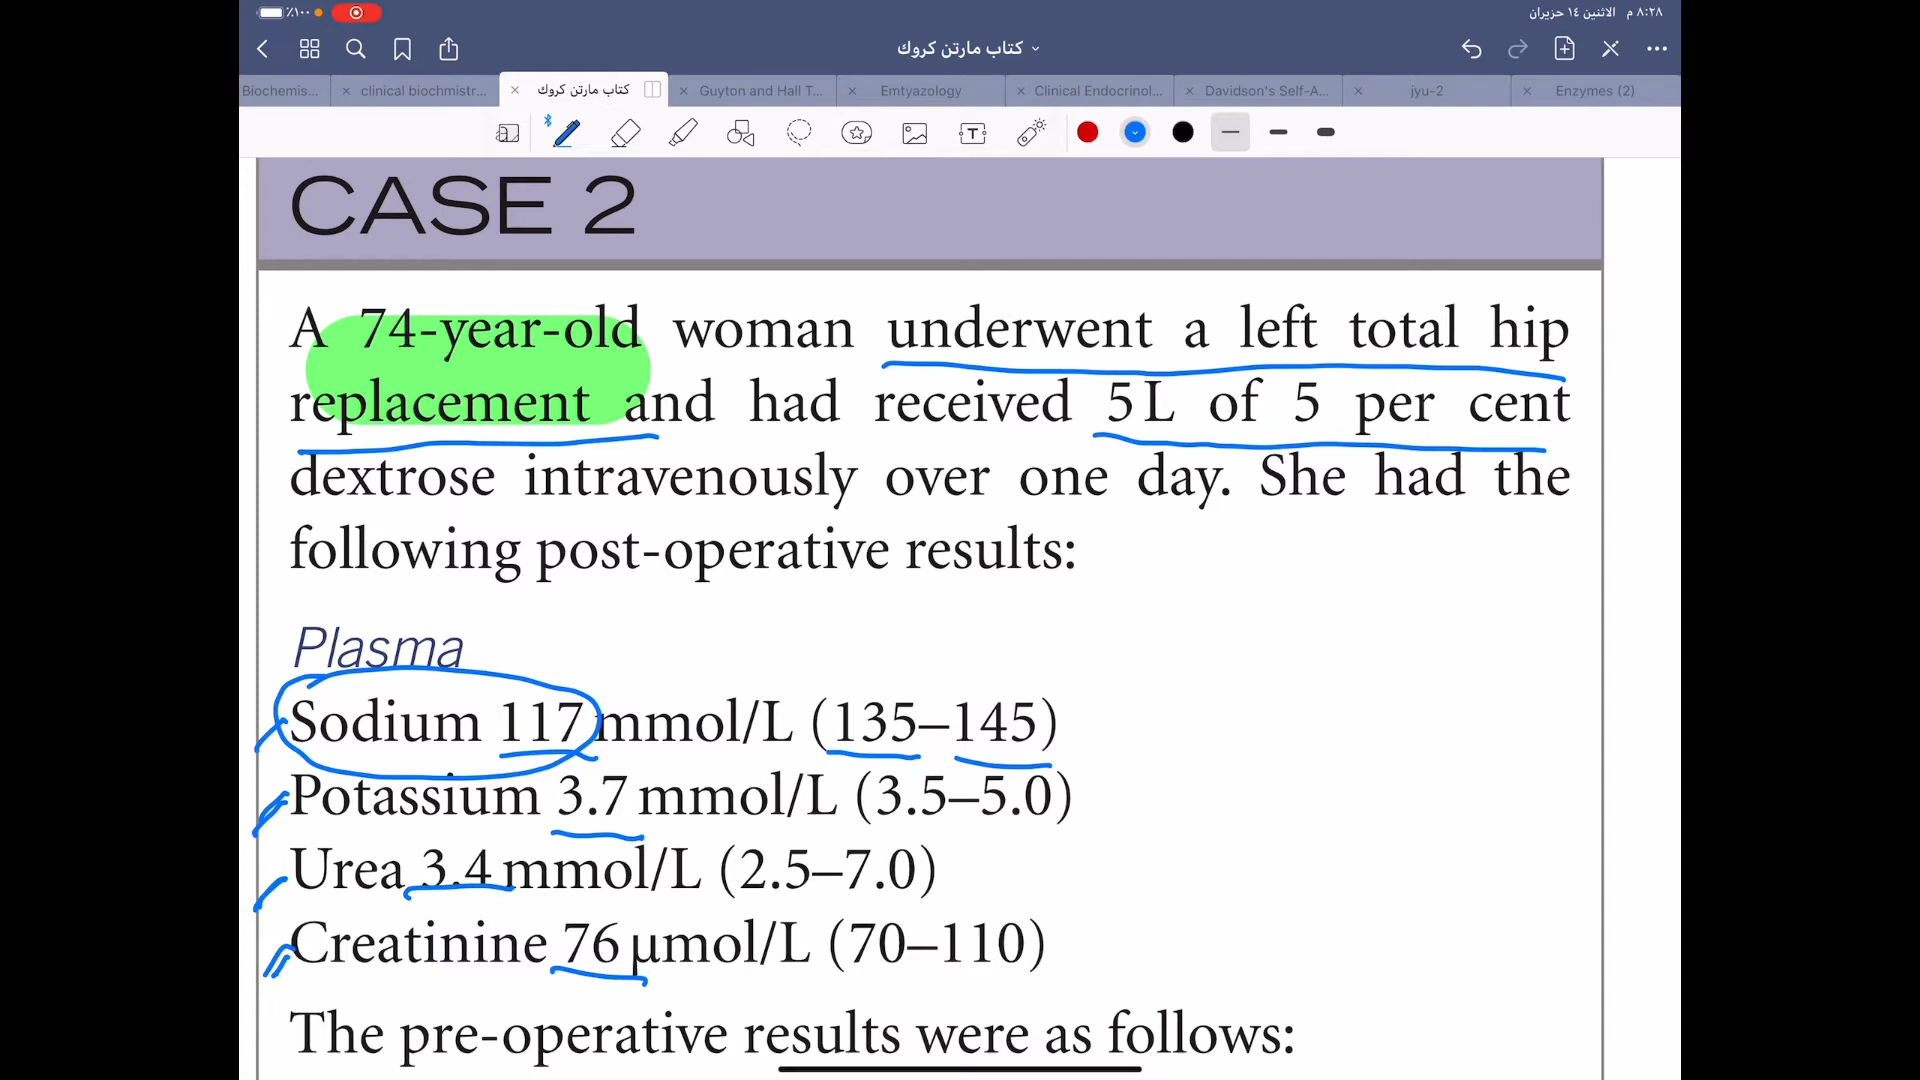 ٪١٠٠
٨:٢٨ م الاثنين ١٤ حزيران
كتاب مارتن كروك
Biochemis...
clinical biochmistr...
كتاب مارتن كروك
Guyton and Hall T...
Emtyazology
Clinical Endocrinol...
Davidson's Self-A...
jyu-2
Enzymes (2)
CASE 2
A 74-year-old woman underwent a left total hip
replacement and had received 5 L of 5 per cent
dextrose intravenously over one day. She had the
following post-operative results:
Plasma
Sodium 117 mmol/L (135–145)
Potassium 3.7 mmol/L (3.5–5.0)
Urea 3.4 mmol/L (2.5–7.0)
Creatinine 76 µmol/L (70–110)
The pre-operative results were as follows: